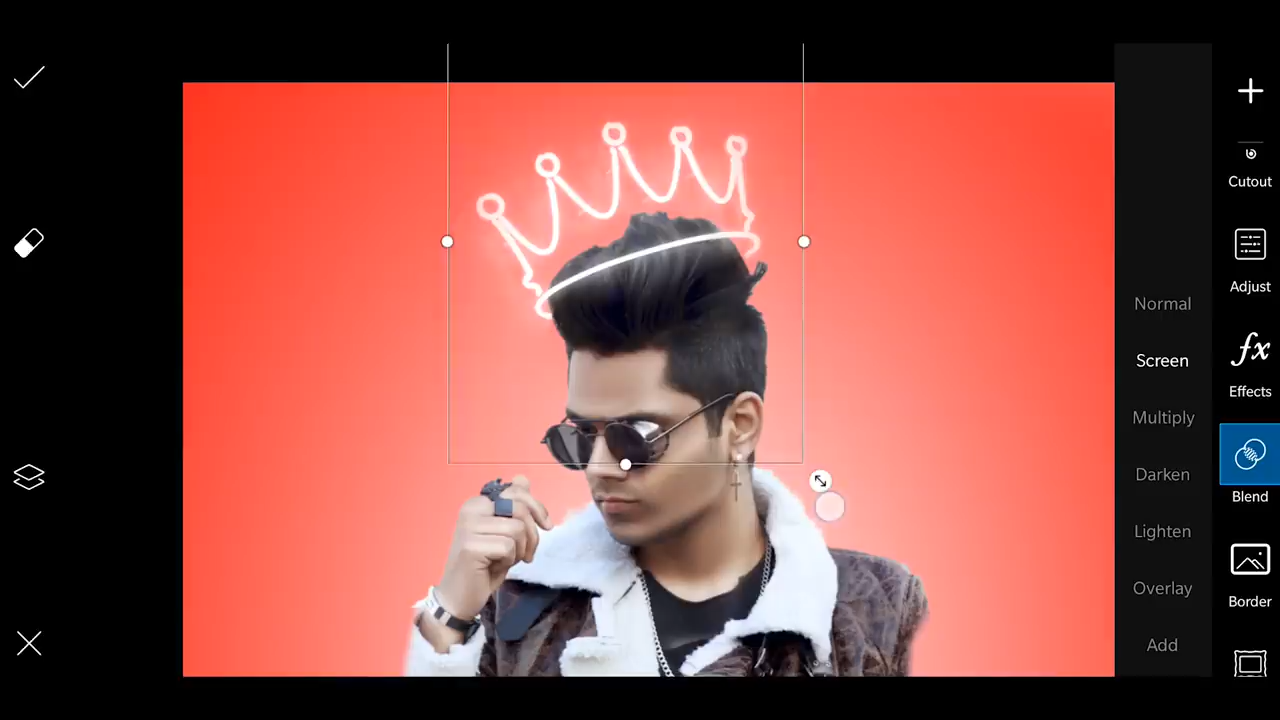 Cutout
Adjust
fx
Effects
Blend
Border
Normal
Screen
Multiply
Darken
Lighten
Overlay
Add